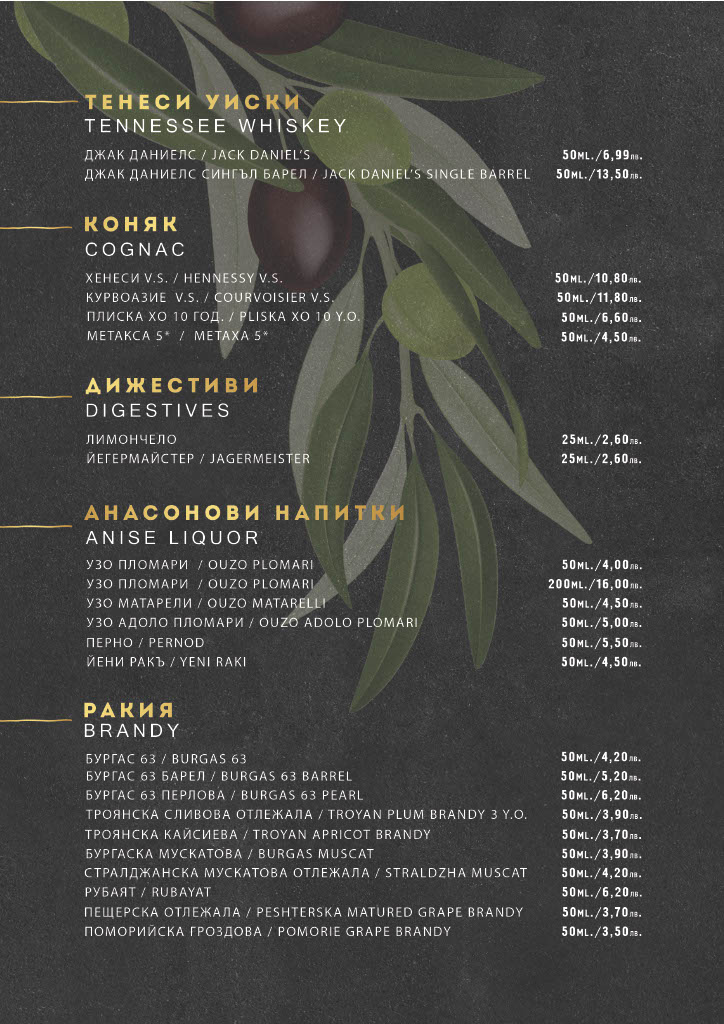 ТЕНЕСИ УИСКИ
TENNESSEE WHISKEY
ДЖАК ДАНИЕЛС / JACK DANIEL'S 50ML./6,99лв.
ДЖАК ДАНИЕЛС СИНГЪЛ БАРЕЛ / JACK DANIEL'S SINGLE BARREL 50ML./13,50лв.
КОНЯК
COGNAC
ХЕНЕСИ V.S. / HENNESSY V.S. 50ML./10,80лв.
КУРВОАЗИЕ V.S. / COURVOISIER V.S. 50ML./11,80лв.
ПЛИСКА ХО 10 ГОД. / PLISKA XO 10 Y.O. 50ML./6,60лв.
МЕТАКСА 5* / METAXA 5* 50ML./4,50лв.
ДИЖЕСТИВИ
DIGESTIVES
ЛИМОНЧЕЛО 25ML./2,60лв.
ЙЕГЕРМАЙСТЕР / JAGERMEISTER 25ML./2,60лв.
АНАСОНОВИ НАПИТКИ
ANISE LIQUOR
УЗО ПЛОМАРИ / OUZO PLOMARI 50ML./4,00лв.
УЗО ПЛОМАРИ / OUZO PLOMARI 200ML./16,00лв.
УЗО МАТАРЕЛИ / OUZO MATARELLI 50ML./4,50лв.
УЗО АДОЛО ПЛОМАРИ / OUZO ADOLO PLOMARI 50ML./5,00лв.
ПЕРНО / PERNOD 50ML./5,50лв.
ЙЕНИ РАКЪ / YENI RAKI 50ML./4,50лв.
РАКИЯ
BRANDY
БУРГАС 63 / BURGAS 63 50ML./4,20лв.
БУРГАС 63 БАРЕЛ / BURGAS 63 BARREL 50ML./5,20лв.
БУРГАС 63 ПЕРЛОВА / BURGAS 63 PEARL 50ML./6,20лв.
ТРОЯНСКА СЛИВОВА ОТЛЕЖАЛА / TROYAN PLUM BRANDY 3 Y.O. 50ML./3,90лв.
ТРОЯНСКА КАЙСИЕВА / TROYAN APRICOT BRANDY 50ML./3,70лв.
БУРГАСКА МУСКАТОВА / BURGAS MUSCAT 50ML./3,90лв.
СТРАЛДЖАНСКА МУСКАТОВА ОТЛЕЖАЛА / STRALDZHA MUSCAT 50ML./4,20лв.
РУБАЯТ / RUBAYAT 50ML./6,20лв.
ПЕЩЕРСКА ОТЛЕЖАЛА / PESHTERSKA MATURED GRAPE BRANDY 50ML./3,70лв.
ПОМОРИЙСКА ГРОЗДОВА / POMORIE GRAPE BRANDY 50ML./3,50лв.